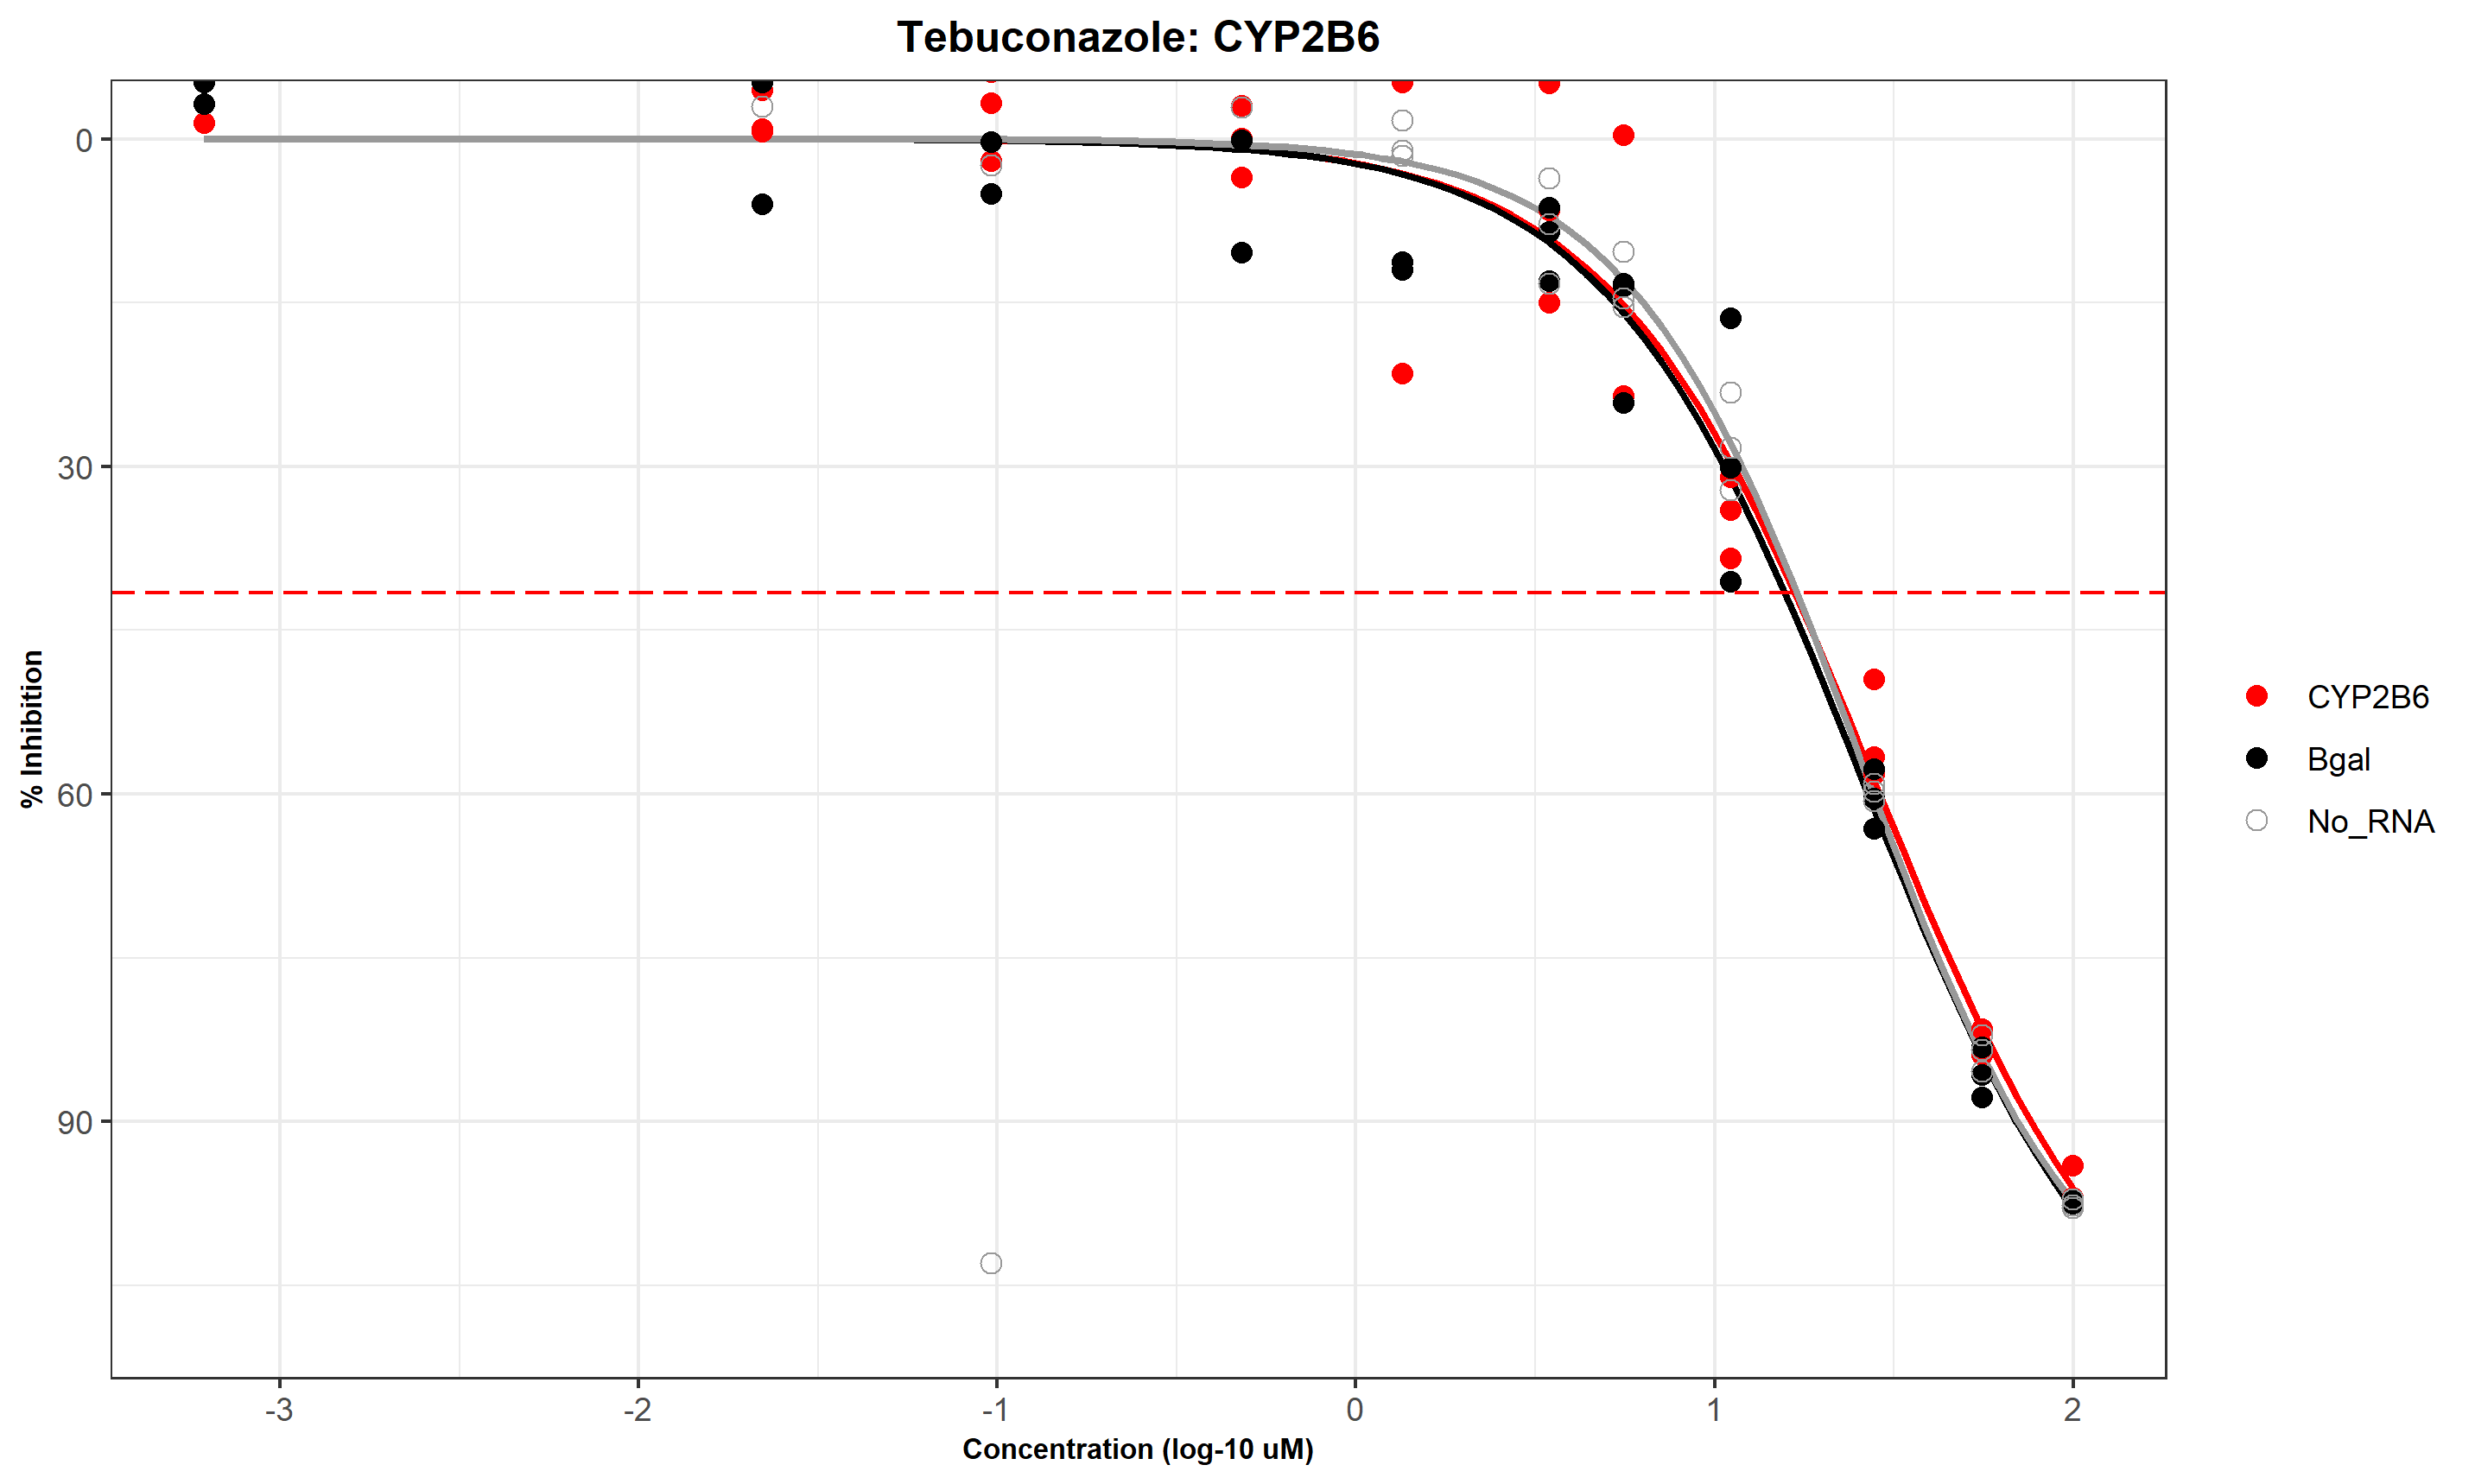 Tebuconazole: CYP2B6
% Inhibition
0
30
60
90
-3
-2
-1
0
1
2
Concentration (log-10 uM)
CYP2B6
Bgal
No_RNA